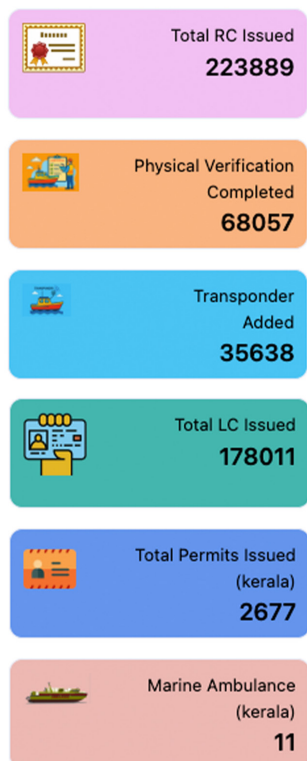 Total RC Issued
223889
Physical Verification
Completed
68057
Transponder
Added
35638
Total LC Issued
178011
Total Permits Issued
(kerala)
2677
Marine Ambulance
(kerala)
11